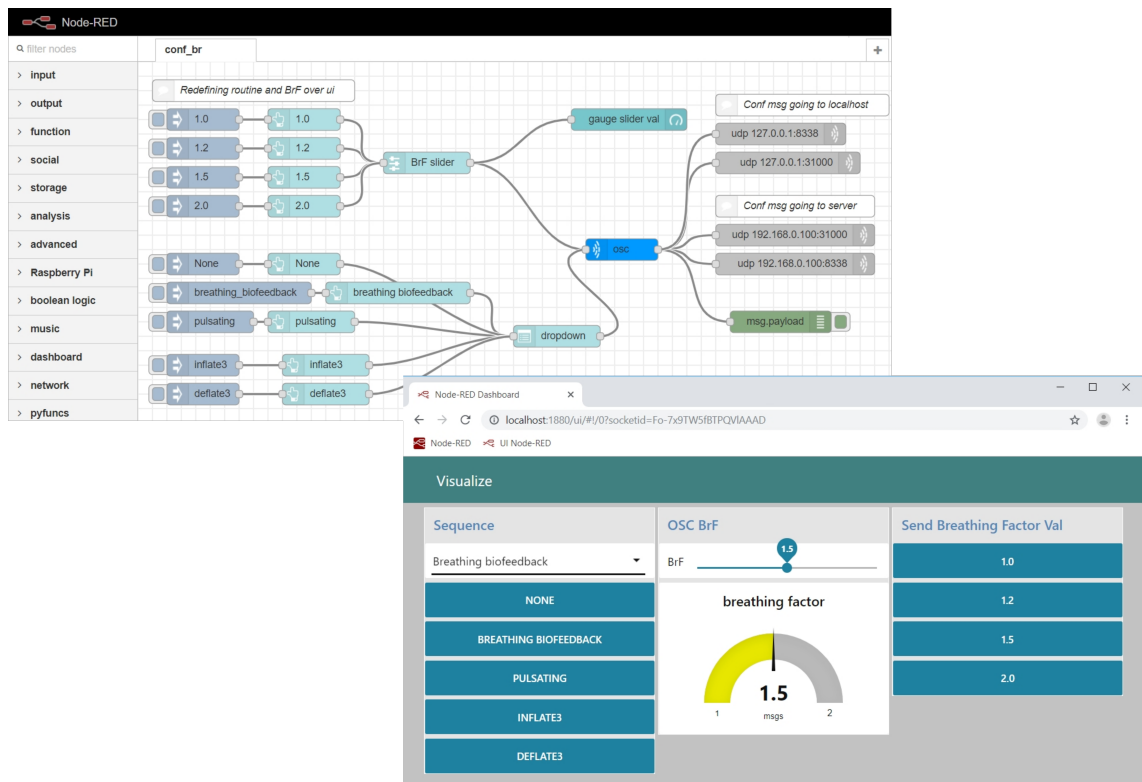 Node-RED
filter nodes
conf_br
+
> input
> output
> function
> social
> storage
> analysis
> advanced
Raspberry Pi
> boolean logic
> music
> dashboard
> network
> pyfuncs
Redefining routine and BrF over ui
1.0 1.0
1.2 1.2
1.5 1.5
2.0 2.0
BrF slider
gauge slider val
None None
breathing_biofeedback breathing biofeedback
pulsating pulsating
inflate3 inflate3
deflate3 deflate3
dropdown
osc
Conf msg going to localhost
udp 127.0.0.1:8338
udp 127.0.0.1:31000
Conf msg going to server
udp 192.168.0.100:31000
udp 192.168.0.100:8338
msg.payload
Node-RED Dashboard
localhost:1880/ui/#!/0?socketid=Fo-7x9TW5fBTPQVlAAAD
Node-RED UI Node-RED
Visualize
Sequence
Breathing biofeedback
NONE
BREATHING BIOFEEDBACK
PULSATING
INFLATE3
DEFLATE3
OSC BrF
BrF 1.5
breathing factor
1.5
1 msgs 2
Send Breathing Factor Val
1.0
1.2
1.5
2.0